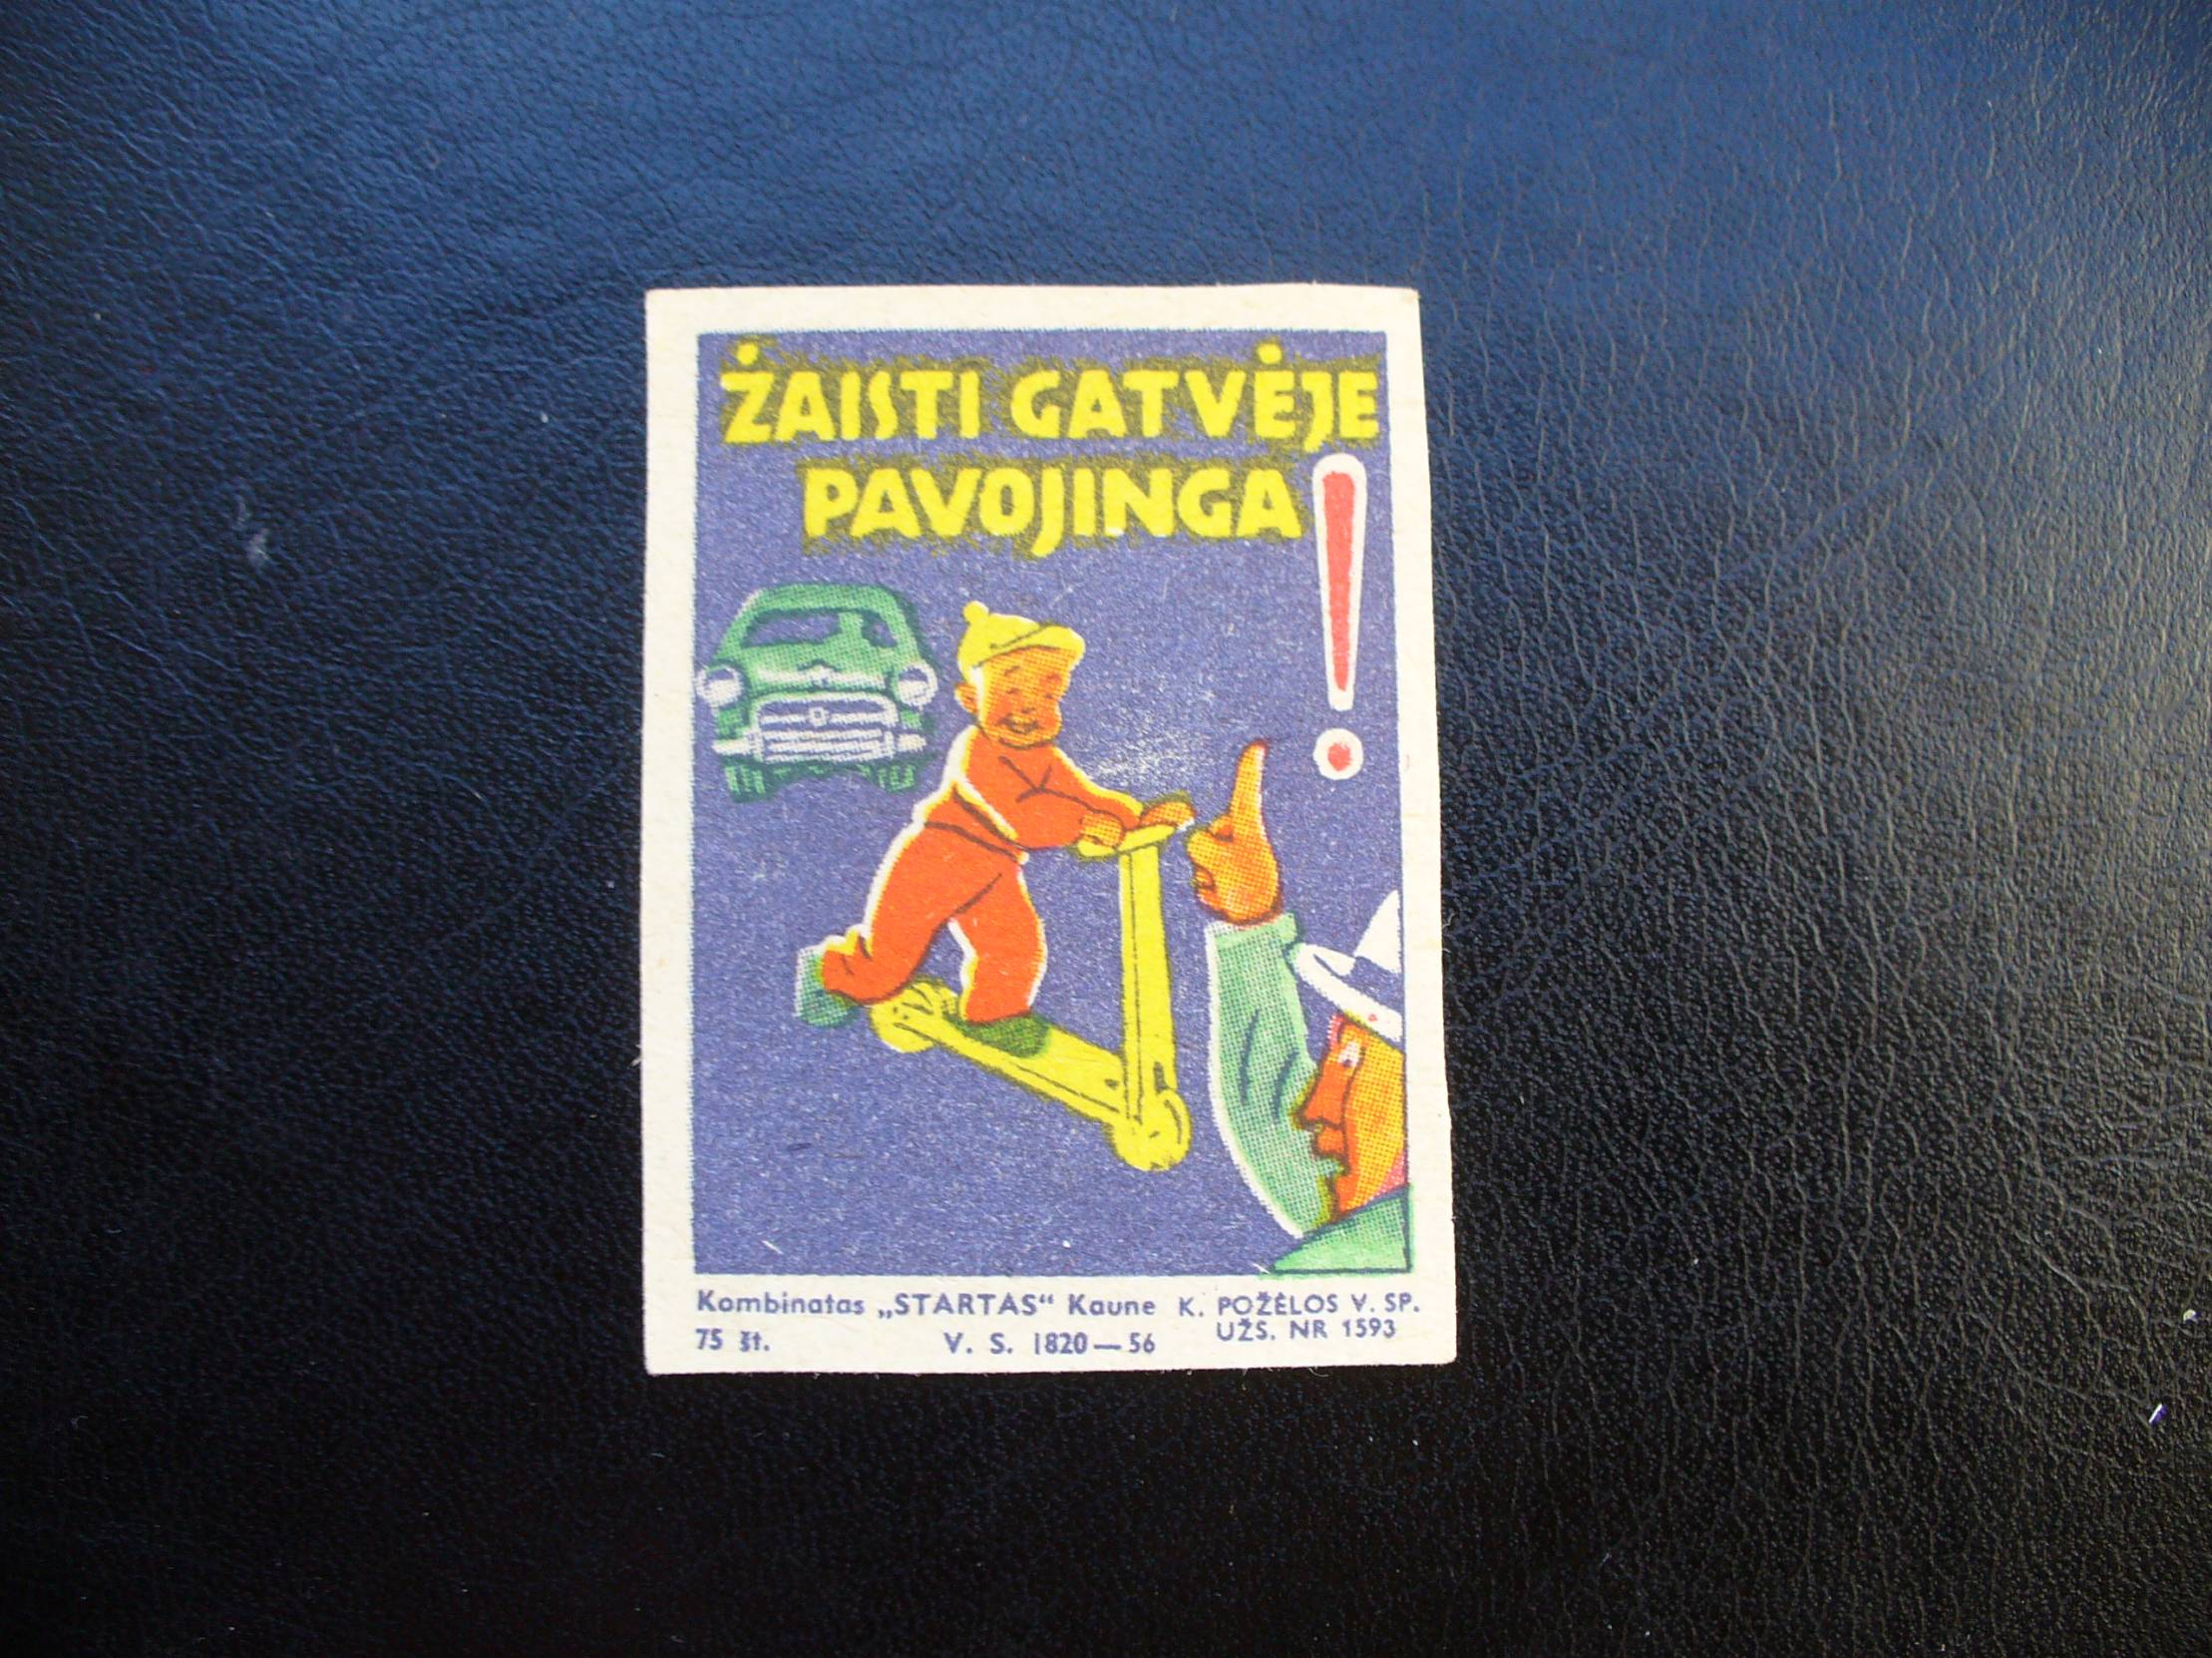 ŻAISTI GATVĖJE
PAVOJINGA!
Kombinatas „STARTAS“ Kaune
75 št. V. S. 1820—56
K. POŽĖLOS V. SP.
UŽS. NR 1593